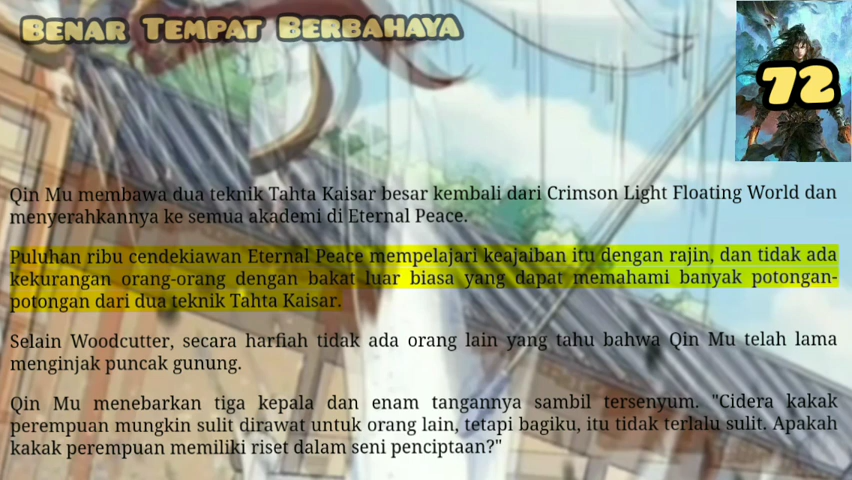 Benar Tempat Berbahaya
72
Qin Mu membawa dua teknik Tahta Kaisar besar kembali dari Crimson Light Floating World dan
menyerahkannya ke semua akademi di Eternal Peace.
Puluhan ribu cendekiawan Eternal Peace mempelajari keajaiban itu dengan rajin, dan tidak ada
kekurangan orang-orang dengan bakat luar biasa yang dapat memahami banyak potongan-
potongan dari dua teknik Tahta Kaisar.
Selain Woodcutter, secara harfiah tidak ada orang lain yang tahu bahwa Qin Mu telah lama
menginjak puncak gunung.
Qin Mu menebarkan tiga kepala dan enam tangannya sambil tersenyum. "Cidera kakak
perempuan mungkin sulit dirawat untuk orang lain, tetapi bagiku, itu tidak terlalu sulit. Apakah
kakak perempuan memiliki riset dalam seni penciptaan?"